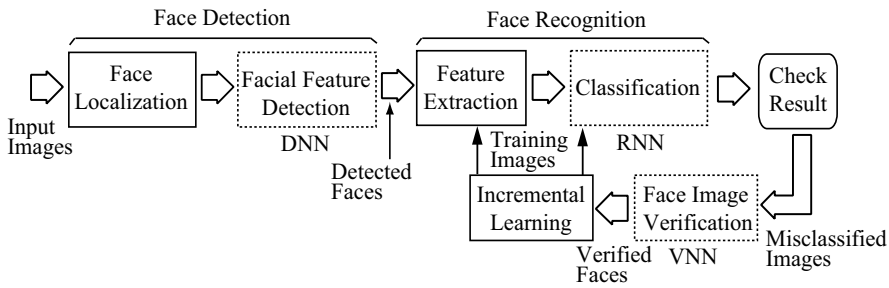 Face Detection
Face Recognition
Face
Localization
Facial Feature
Detection
Feature
Extraction
Classification
Check
Result
Input
Images
DNN
Detected
Faces
Training
Images
RNN
Incremental
Learning
Face Image
Verification
Verified
Faces
VNN
Misclassified
Images